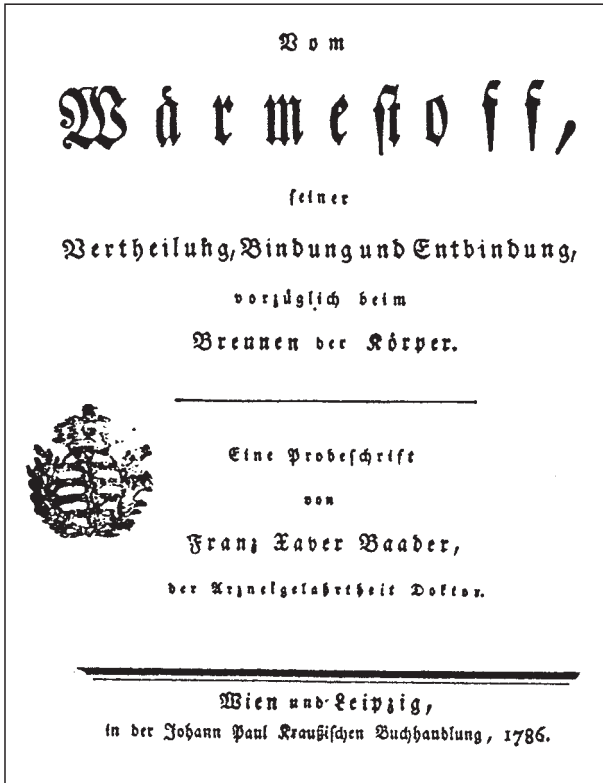 Vom
Wärmestoff,
seiner
Vertheilung, Bindung und Entbindung,
vorzüglich beim
Brennen der Körper.
Eine Probeschrift
von
Franz Xaver Baader,
der Arzneigelahrtheit Doktor.
Wien und Leipzig,
in der Johann Paul Kraußischen Buchhandlung, 1786.